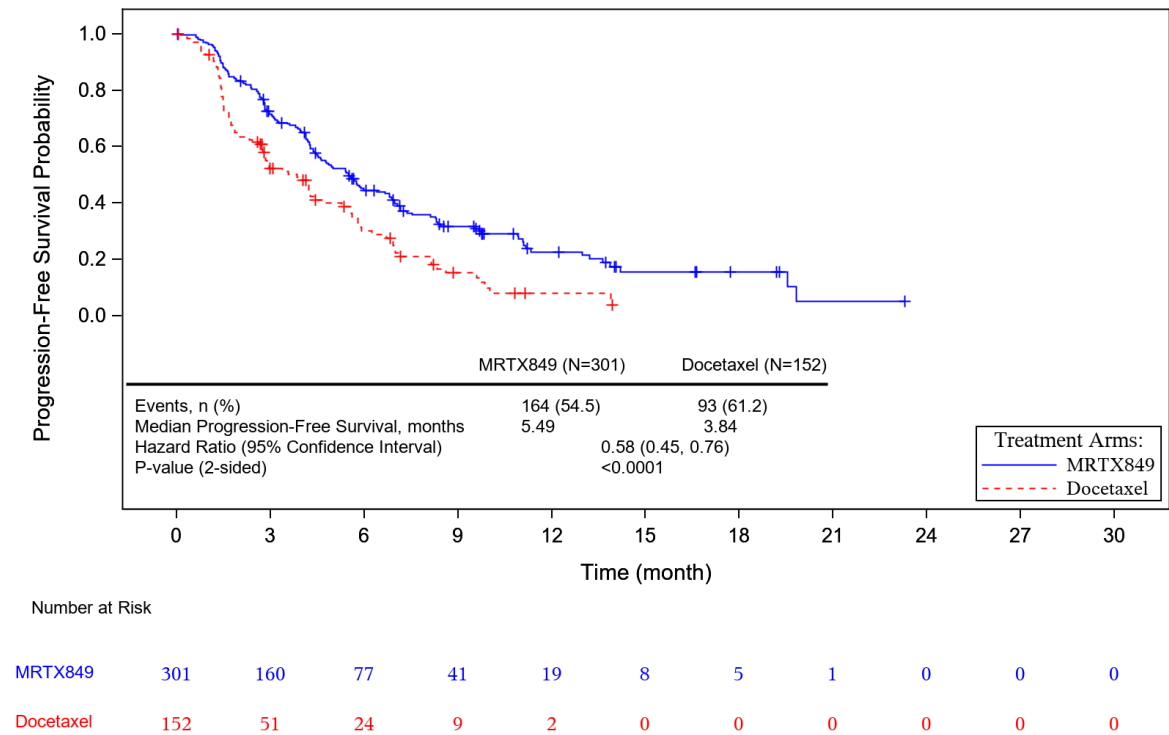 Progression-Free Survival Probability
1.0
0.8
0.6
0.4
0.2
0.0
MRTX849 (N=301) Docetaxel (N=152)
Events, n (%) 164 (54.5) 93 (61.2)
Median Progression-Free Survival, months 5.49 3.84
Hazard Ratio (95% Confidence Interval) 0.58 (0.45, 0.76)
P-value (2-sided) <0.0001
Treatment Arms:
MRTX849
Docetaxel
0 3 6 9 12 15 18 21 24 27 30
Time (month)
Number at Risk
MRTX849 301 160 77 41 19 8 5 1 0 0 0
Docetaxel 152 51 24 9 2 0 0 0 0 0 0